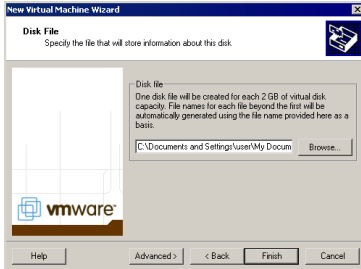 New Virtual Machine Wizard
Disk File
Specify the file that will store information about this disk
Disk file
One disk file will be created for each 2 GB of virtual disk
capacity. File names for each file beyond the first will be
automatically generated using the file name provided here as a
basis.
C:\Documents and Settings\user\My Docum
Browse...
vmware
Help
Advanced >
< Back
Finish
Cancel